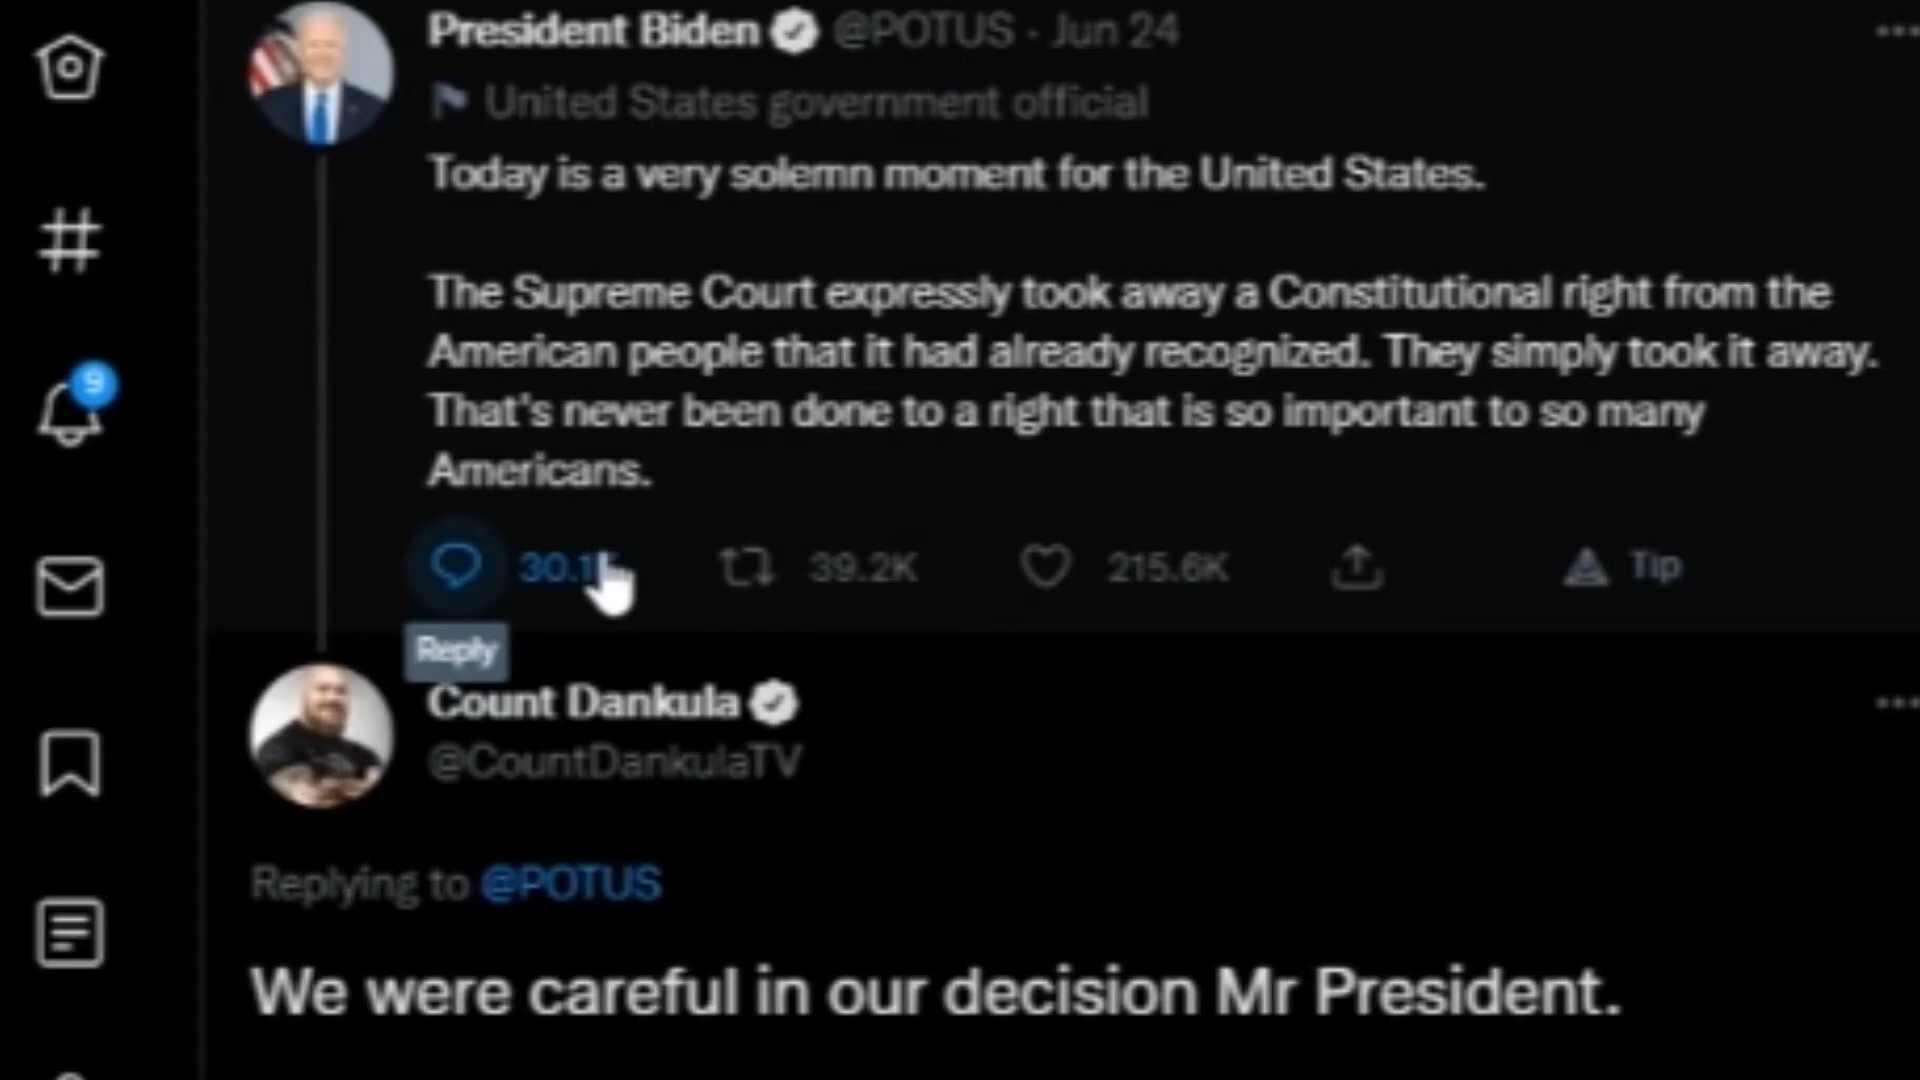 President Biden @POTUS · Jun 24
United States government official
Today is a very solemn moment for the United States.
The Supreme Court expressly took away a Constitutional right from the
American people that it had already recognized. They simply took it away.
That's never been done to a right that is so important to so many
Americans.
30.1 39.2K 215.6K Tip
Reply
Count Dankula
@CountDankulaTV
Replying to @POTUS
We were careful in our decision Mr President.
9